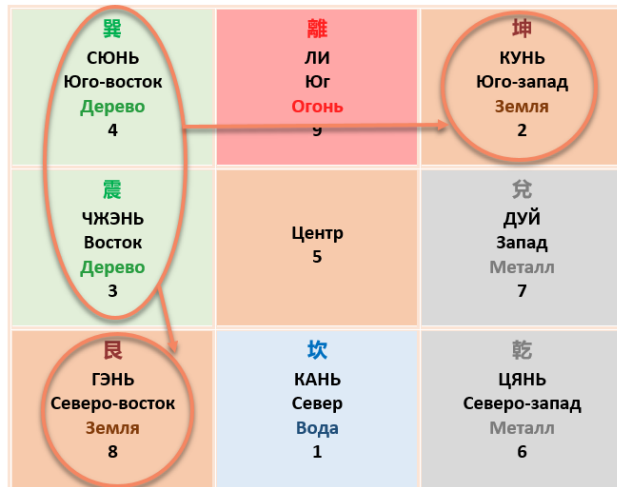 巽
СЮНЬ
Юго-восток
Дерево
4
離
ЛИ
Юг
Огонь
9
坤
КУНЬ
Юго-запад
Земля
2
震
ЧЖЭНЬ
Восток
Дерево
3
Центр
5
兌
ДУЙ
Запад
Металл
7
艮
ГЭНЬ
Северо-восток
Земля
8
坎
КАНЬ
Север
Вода
1
乾
ЦЯНЬ
Северо-запад
Металл
6